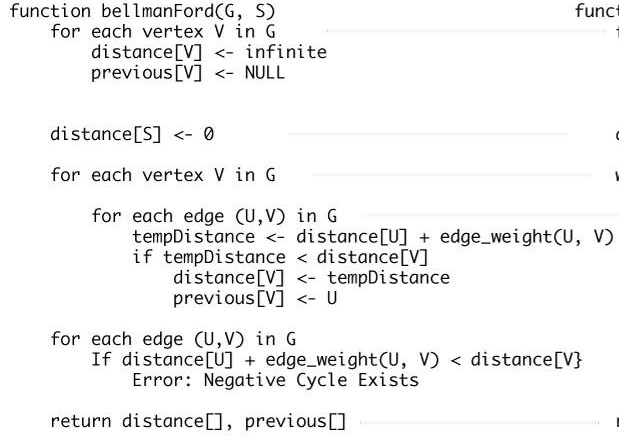 function bellmanFord(G, S)
for each vertex V in G
distance[V] <- infinite
previous[V] <- NULL
distance[S] <- 0
for each vertex V in G
for each edge (U,V) in G
tempDistance <- distance[U] + edge_weight(U, V)
if tempDistance < distance[V]
distance[V] <- tempDistance
previous[V] <- U
for each edge (U,V) in G
If distance[U] + edge_weight(U, V) < distance[V}
Error: Negative Cycle Exists
return distance[], previous[]